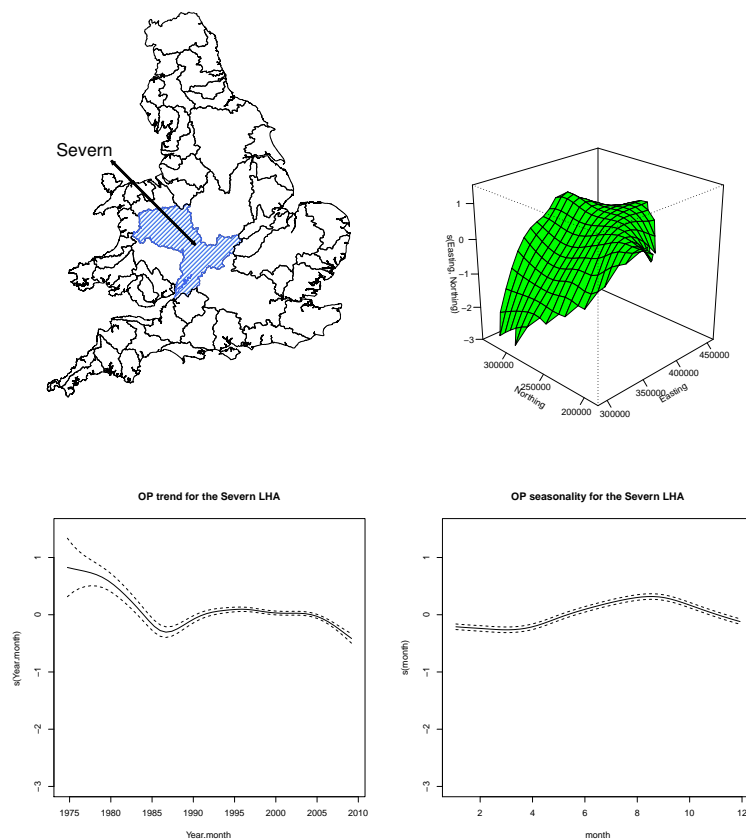 Severn
s(Easting, Northing)
1
0
−1
−2
−3
300000
250000
200000
Northing
300000
350000
400000
450000
Easting
OP trend for the Severn LHA
s(Year.month)
1
0
−1
−2
−3
1975 1980 1985 1990 1995 2000 2005 2010
Year.month
OP seasonality for the Severn LHA
s(month)
1
0
−1
−2
−3
2 4 6 8 10 12
month